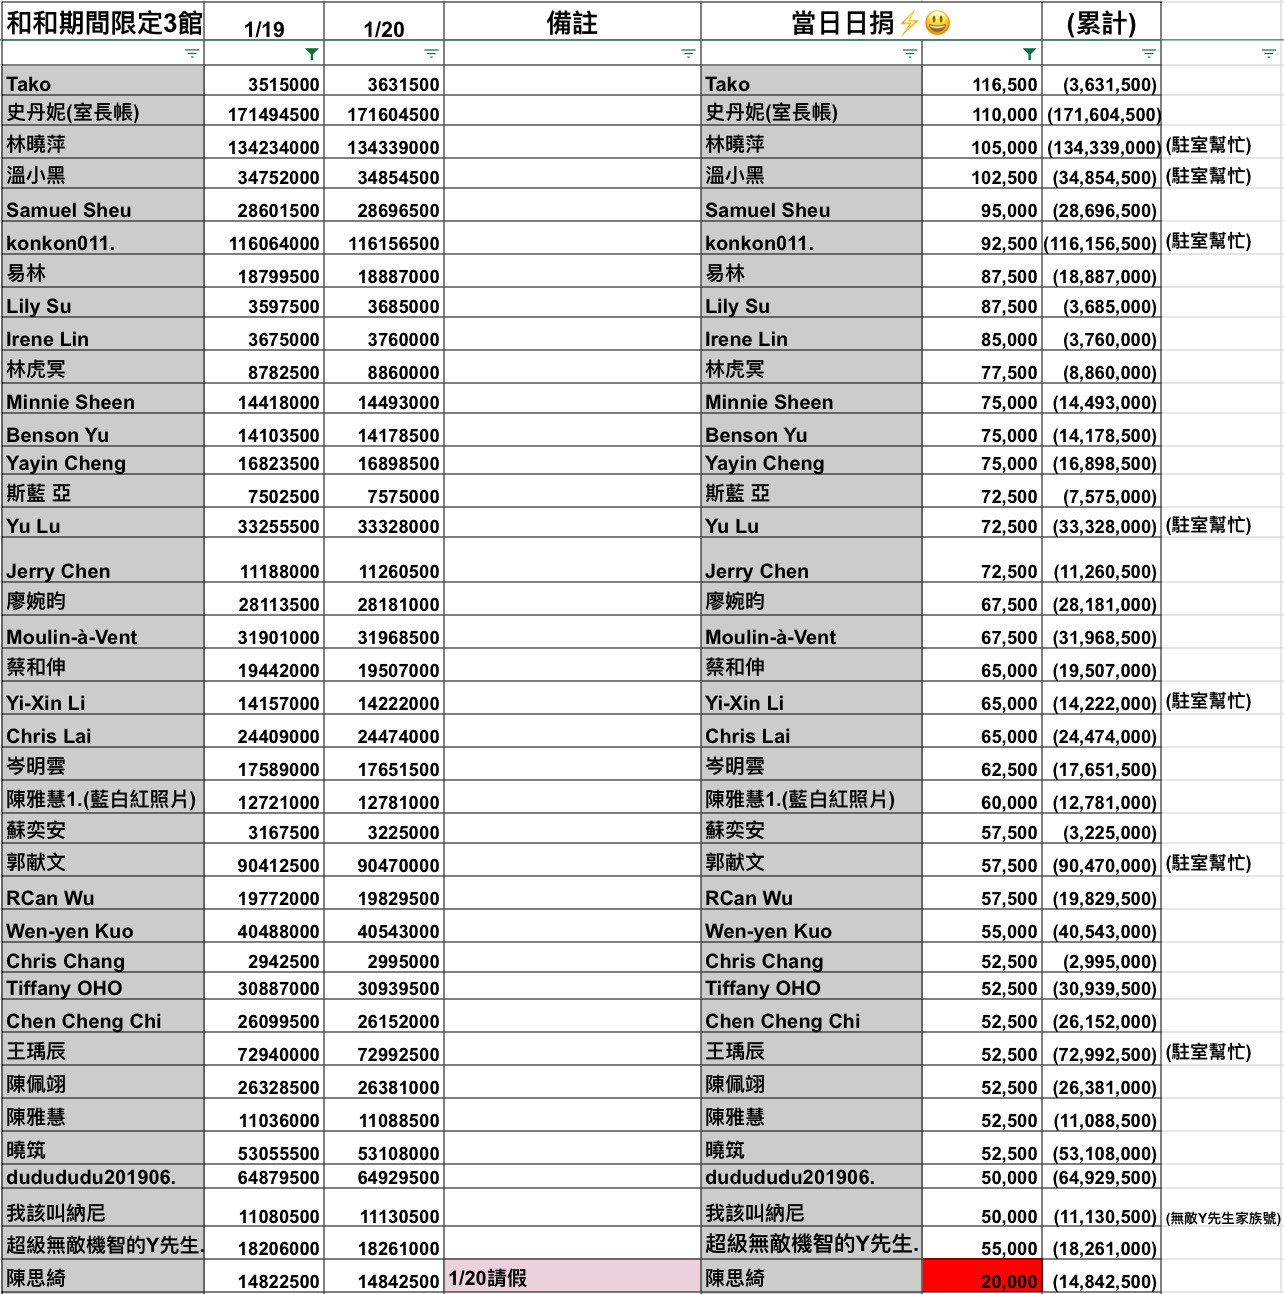 和和期間限定3館 1/19 1/20 備註 當日日捐⚡😃 (累計)
Tako 3515000 3631500 Tako 116,500 (3,631,500)
史丹妮(室長帳) 171494500 171604500 史丹妮(室長帳) 110,000 (171,604,500)
林曉萍 134234000 134339000 林曉萍 105,000 (134,339,000) (駐室幫忙)
溫小黑 34752000 34854500 溫小黑 102,500 (34,854,500) (駐室幫忙)
Samuel Sheu 28601500 28696500 Samuel Sheu 95,000 (28,696,500)
konkon011. 116064000 116156500 konkon011. 92,500 (116,156,500) (駐室幫忙)
易林 18799500 18887000 易林 87,500 (18,887,000)
Lily Su 3597500 3685000 Lily Su 87,500 (3,685,000)
Irene Lin 3675000 3760000 Irene Lin 85,000 (3,760,000)
林虎冥 8782500 8860000 林虎冥 77,500 (8,860,000)
Minnie Sheen 14418000 14493000 Minnie Sheen 75,000 (14,493,000)
Benson Yu 14103500 14178500 Benson Yu 75,000 (14,178,500)
Yayin Cheng 16823500 16898500 Yayin Cheng 75,000 (16,898,500)
斯藍 亞 7502500 7575000 斯藍 亞 72,500 (7,575,000)
Yu Lu 33255500 33328000 Yu Lu 72,500 (33,328,000) (駐室幫忙)
Jerry Chen 11188000 11260500 Jerry Chen 72,500 (11,260,500)
廖婉昀 28113500 28181000 廖婉昀 67,500 (28,181,000)
Moulin-à-Vent 31901000 31968500 Moulin-à-Vent 67,500 (31,968,500)
蔡和伸 19442000 19507000 蔡和伸 65,000 (19,507,000)
Yi-Xin Li 14157000 14222000 Yi-Xin Li 65,000 (14,222,000) (駐室幫忙)
Chris Lai 24409000 24474000 Chris Lai 65,000 (24,474,000)
岑明雲 17589000 17651500 岑明雲 62,500 (17,651,500)
陳雅慧1.(藍白紅照片) 12721000 12781000 陳雅慧1.(藍白紅照片) 60,000 (12,781,000)
蘇奕安 3167500 3225000 蘇奕安 57,500 (3,225,000)
郭献文 90412500 90470000 郭献文 57,500 (90,470,000) (駐室幫忙)
RCan Wu 19772000 19829500 RCan Wu 57,500 (19,829,500)
Wen-yen Kuo 40488000 40543000 Wen-yen Kuo 55,000 (40,543,000)
Chris Chang 2942500 2995000 Chris Chang 52,500 (2,995,000)
Tiffany OHO 30887000 30939500 Tiffany OHO 52,500 (30,939,500)
Chen Cheng Chi 26099500 26152000 Chen Cheng Chi 52,500 (26,152,000)
王瑀辰 72940000 72992500 王瑀辰 52,500 (72,992,500) (駐室幫忙)
陳佩翊 26328500 26381000 陳佩翊 52,500 (26,381,000)
陳雅慧 11036000 11088500 陳雅慧 52,500 (11,088,500)
曉筑 53055500 53108000 曉筑 52,500 (53,108,000)
dudududu201906. 64879500 64929500 dudududu201906. 50,000 (64,929,500)
我該叫納尼 11080500 11130500 我該叫納尼 50,000 (11,130,500) (無敵Y先生家族號)
超級無敵機智的Y先生. 18206000 18261000 超級無敵機智的Y先生. 55,000 (18,261,000)
陳思綺 14822500 14842500 1/20請假 陳思綺 20,000 (14,842,500)